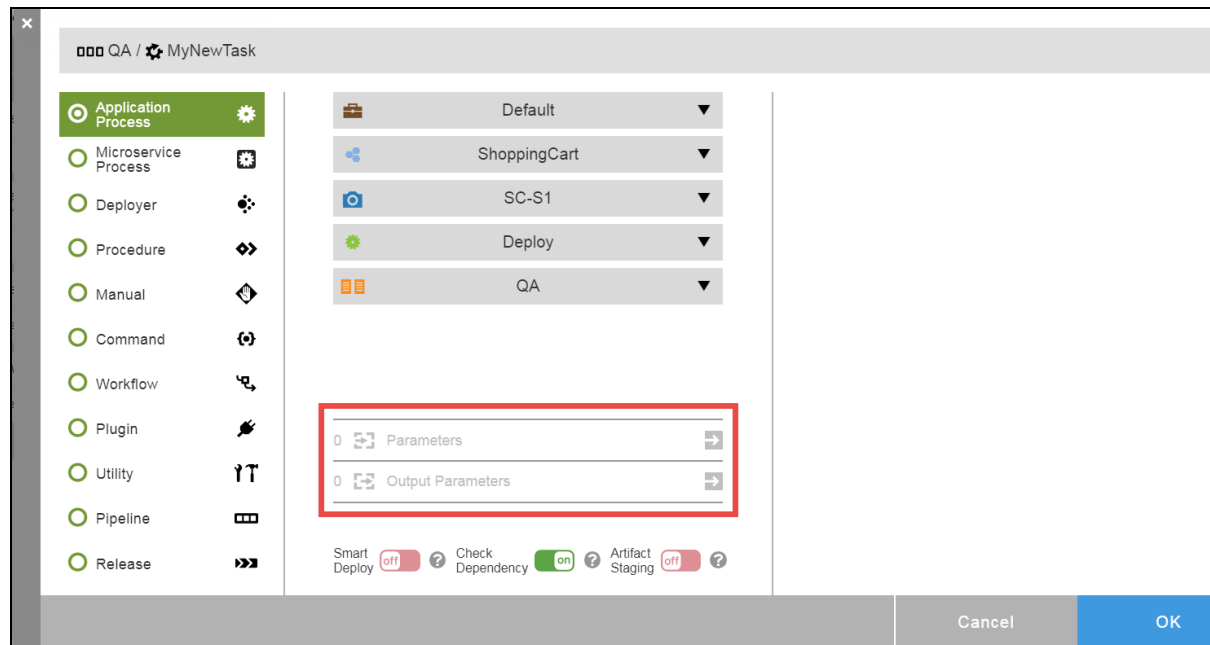 QA / MyNewTask
Application
Process
Microservice
Process
Deployer
Procedure
Manual
Command
Workflow
Plugin
Utility
Pipeline
Release
Default
ShoppingCart
SC-S1
Deploy
QA
0 Parameters
0 Output Parameters
Smart
Deploy off ?
Check
Dependency on ?
Artifact
Staging off ?
Cancel
OK